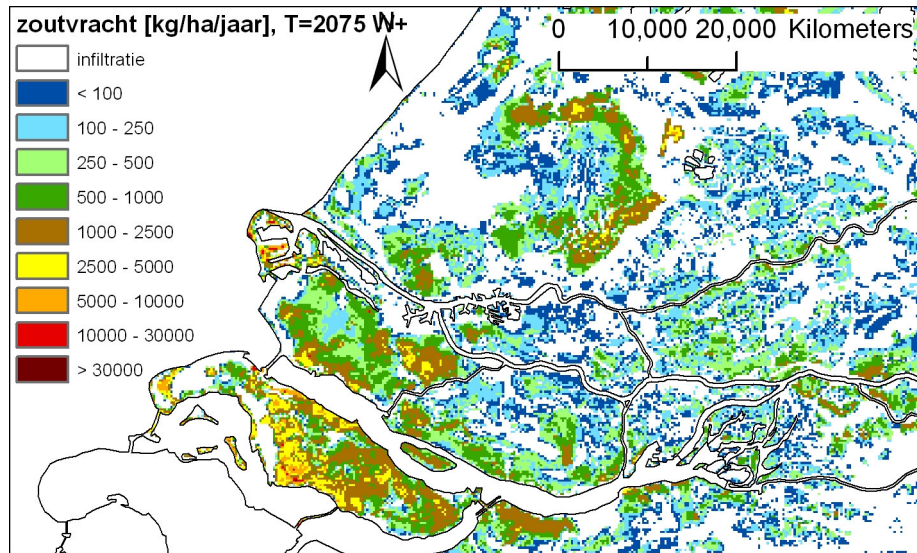 zoutvracht [kg/ha/jaar], T=2075 W+
N
0 10,000 20,000 Kilometers
infiltratie
< 100
100 - 250
250 - 500
500 - 1000
1000 - 2500
2500 - 5000
5000 - 10000
10000 - 30000
> 30000